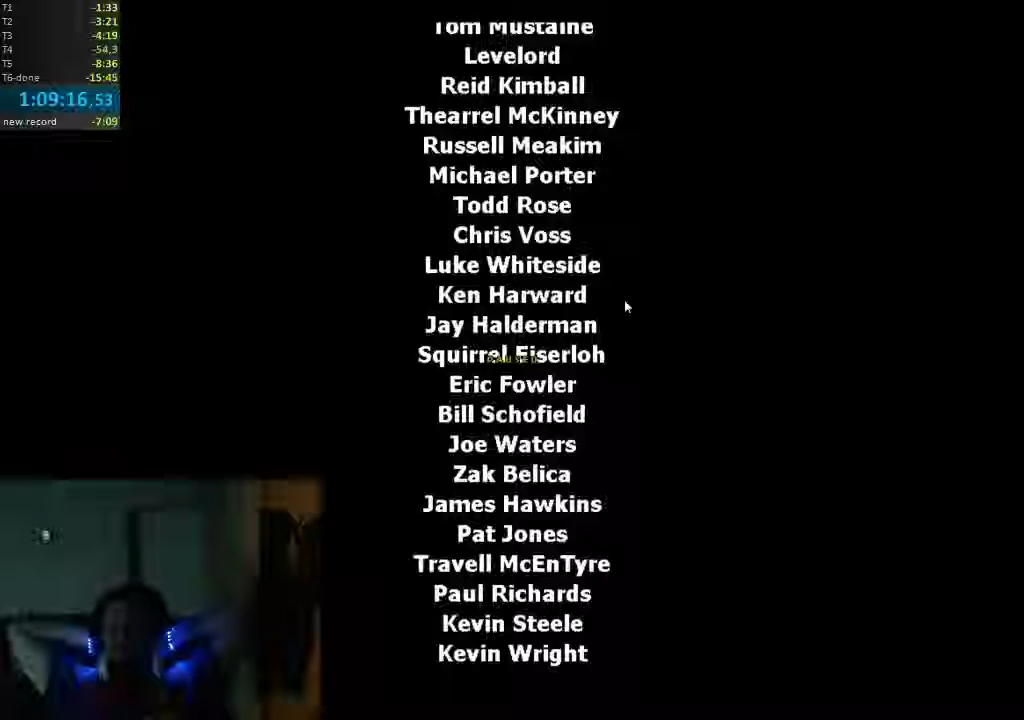 T1 -1:33
T2 -3:21
T3 -4:19
T4 -54,3
T5 -8:36
T6-done -15:45
1:09:16,53
new record -7:09
Tom Mustaine
Levelord
Reid Kimball
Thearrel McKinney
Russell Meakim
Michael Porter
Todd Rose
Chris Voss
Luke Whiteside
Ken Harward
Jay Halderman
Squirrel Eiserloh
Eric Fowler
Bill Schofield
Joe Waters
Zak Belica
James Hawkins
Pat Jones
Travell McEnTyre
Paul Richards
Kevin Steele
Kevin Wright